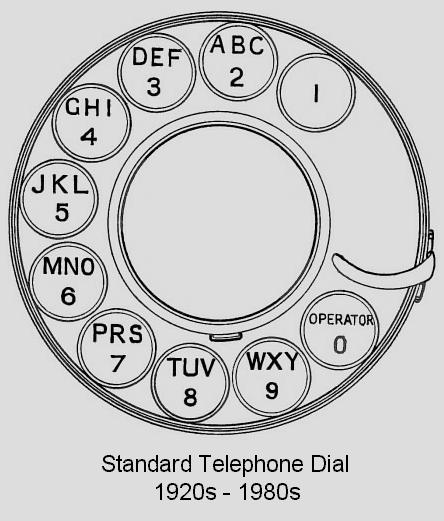 1
ABC
2
DEF
3
GHI
4
JKL
5
MNO
6
PRS
7
TUV
8
WXY
9
OPERATOR
0
Standard Telephone Dial
1920s - 1980s